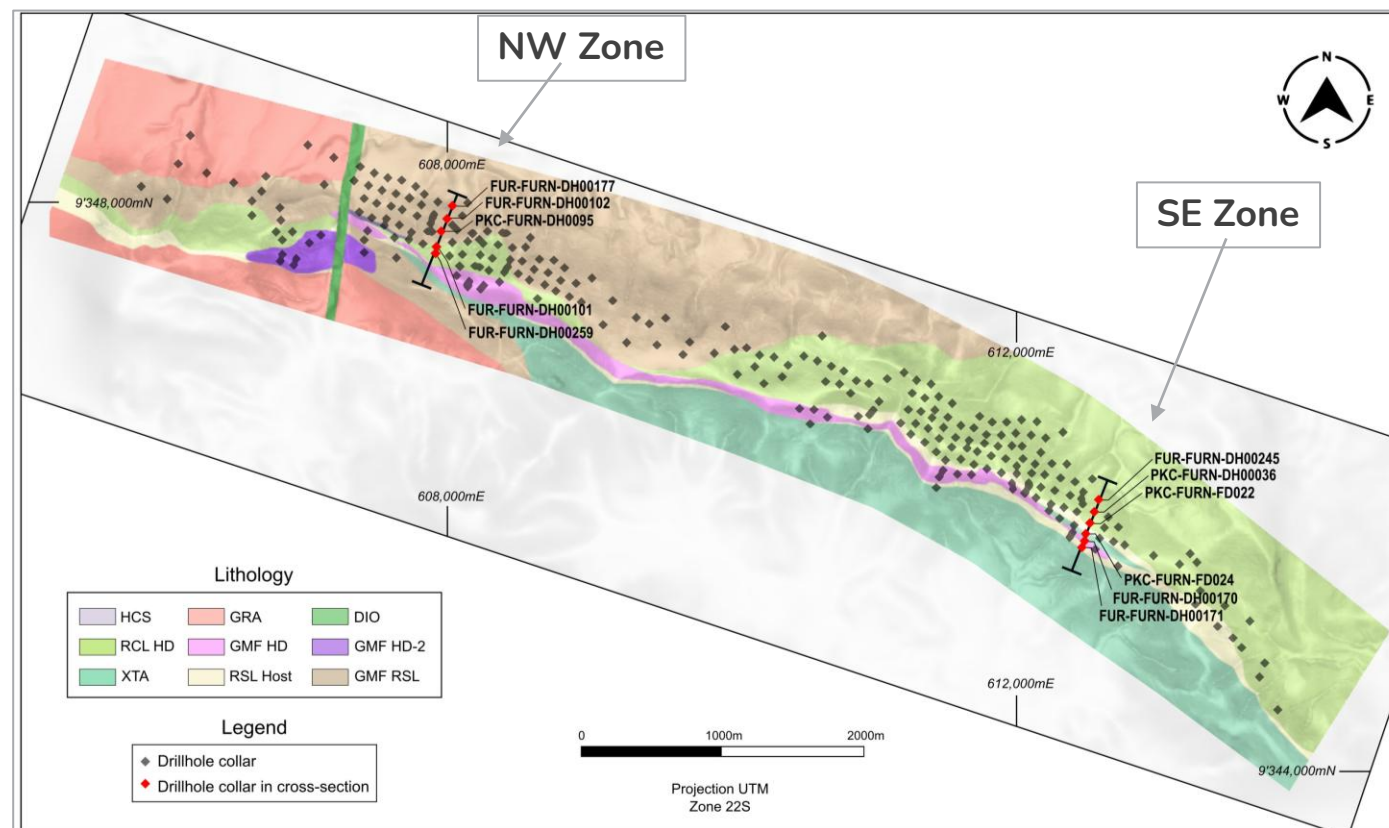 NW Zone
N
W
E
S
608,000mE
FUR-FURN-DH00177
FUR-FURN-DH00102
PKC-FURN-DH0095
9'348,000mN
SE Zone
FUR-FURN-DH00101
FUR-FURN-DH00259
612,000mE
FUR-FURN-DH00245
PKC-FURN-DH00036
PKC-FURN-FD022
608,000mE
PKC-FURN-FD024
FUR-FURN-DH00170
FUR-FURN-DH00171
Lithology
HCS GRA DIO
RCL HD GMF HD GMF HD-2
XTA RSL Host GMF RSL
612,000mE
Legend
Drillhole collar
Drillhole collar in cross-section
0 1000m 2000m
9'344,000mN
Projection UTM
Zone 22S